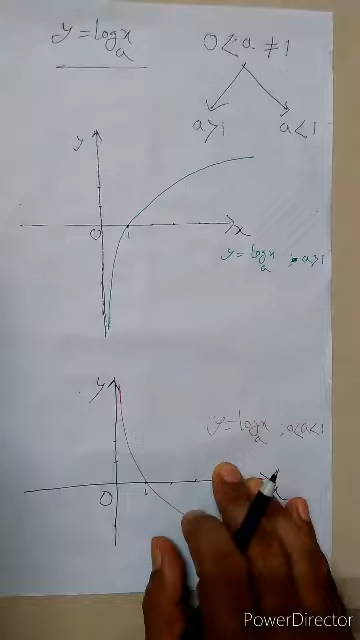 y = log_a x 0 < a ≠ 1
a > 1 a < 1
y
O 1 x
y = log_a x ; a > 1
y
y = log_a x ; 0 < a < 1
O 1 x
PowerDirector